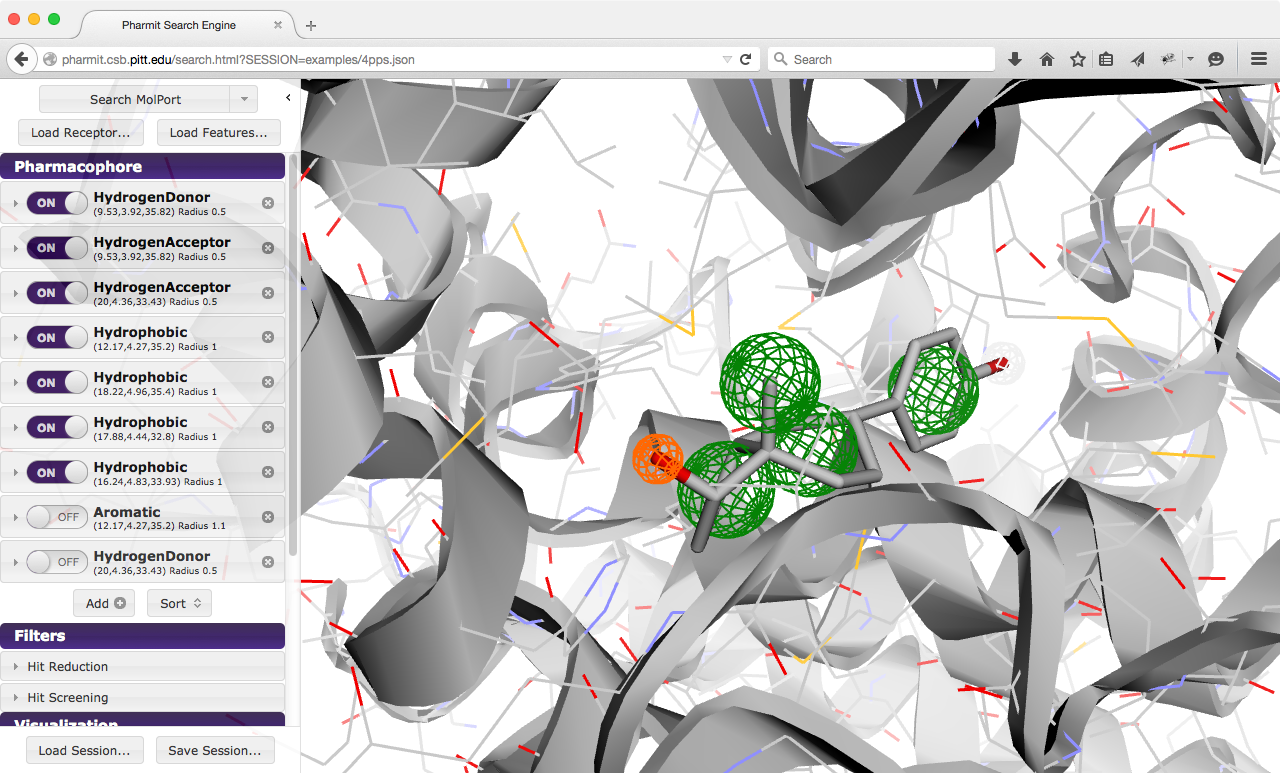 Pharmit Search Engine
pharmit.csb.pitt.edu/search.html?SESSION=examples/4pps.json
Search
Search MolPort
Load Receptor...
Load Features...
Pharmacophore
ON
HydrogenDonor
(9.53,3.92,35.82) Radius 0.5
ON
HydrogenAcceptor
(9.53,3.92,35.82) Radius 0.5
ON
HydrogenAcceptor
(20,4.36,33.43) Radius 0.5
ON
Hydrophobic
(12.17,4.27,35.2) Radius 1
ON
Hydrophobic
(18.22,4.96,35.4) Radius 1
ON
Hydrophobic
(17.88,4.44,32.8) Radius 1
ON
Hydrophobic
(16.24,4.83,33.93) Radius 1
OFF
Aromatic
(12.17,4.27,35.2) Radius 1.1
OFF
HydrogenDonor
(20,4.36,33.43) Radius 0.5
Add
Sort
Filters
Hit Reduction
Hit Screening
Visualization
Load Session...
Save Session...